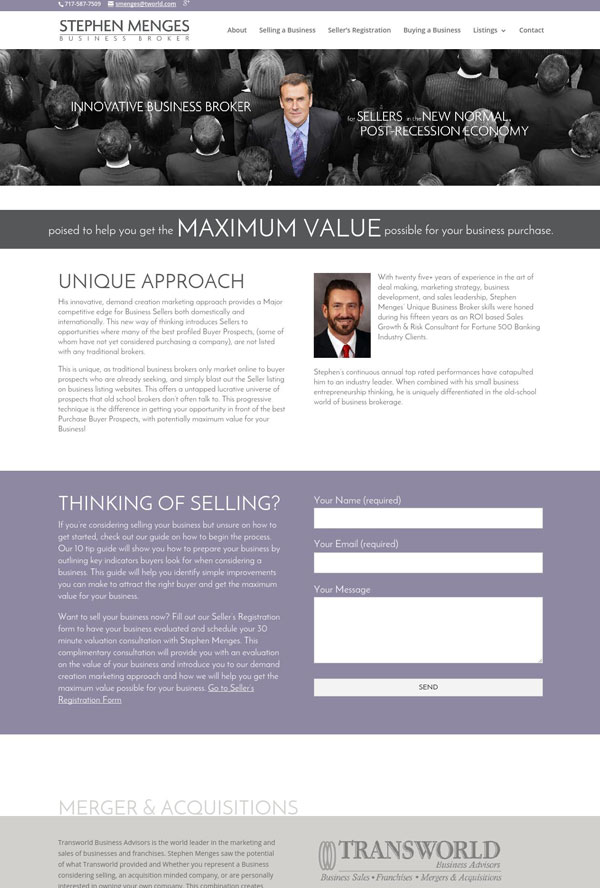 717-587-7509 smenges@tworld.com g+
STEPHEN MENGES
BUSINESS BROKER
About Selling a Business Seller's Registration Buying a Business Listings Contact
INNOVATIVE BUSINESS BROKER
for SELLERS in the NEW NORMAL,
POST-RECESSION ECONOMY
poised to help you get the MAXIMUM VALUE possible for your business purchase.
UNIQUE APPROACH
His innovative, demand creation marketing approach provides a Major
competitive edge for Business Sellers both domestically and
internationally. This new way of thinking introduces Sellers to
opportunities where many of the best profiled Buyer Prospects, (some of
whom have not yet considered purchasing a company), are not listed
with any traditional brokers.
This is unique, as traditional business brokers only market online to buyer
prospects who are already seeking, and simply blast out the Seller listing
on business listing websites. This offers a untapped lucrative universe of
prospects that old school brokers don't often talk to. This progressive
technique is the difference in getting your opportunity in front of the best
Purchase Buyer Prospects, with potentially maximum value for your
Business!
With twenty five+ years of experience in the art of
deal making, marketing strategy, business
development, and sales leadership, Stephen
Menges' Unique Business Broker skills were honed
during his fifteen years as an ROI based Sales
Growth & Risk Consultant for Fortune 500 Banking
Industry Clients.
Stephen's continuous annual top rated performances have catapulted
him to an industry leader. When combined with his small business
entrepreneurship thinking, he is uniquely differentiated in the old-school
world of business brokerage.
THINKING OF SELLING?
If you're considering selling your business but unsure on how to
get started, check out our guide on how to begin the process.
Our 10 tip guide will show you how to prepare your business by
outlining key indicators buyers look for when considering a
business. This guide will help you identify simple improvements
you can make to attract the right buyer and get the maximum
value for your business.
Want to sell your business now? Fill out our Seller's Registration
form to have your business evaluated and schedule your 30
minute valuation consultation with Stephen Menges. This
complimentary consultation will provide you with an evaluation
on the value of your business and introduce you to our demand
creation marketing approach and how we will help you get the
maximum value possible for your business. Go to Seller's
Registration Form
Your Name (required)
Your Email (required)
Your Message
SEND
MERGER & ACQUISITIONS
Transworld Business Advisors is the world leader in the marketing and
sales of businesses and franchises. Stephen Menges saw the potential
of what Transworld provided and Whether you represent a Business
considering selling, an acquisition minded company, or are personally
interested in owning your own company. This combination creates
TRANSWORLD
Business Advisors
Business Sales • Franchises • Mergers & Acquisitions